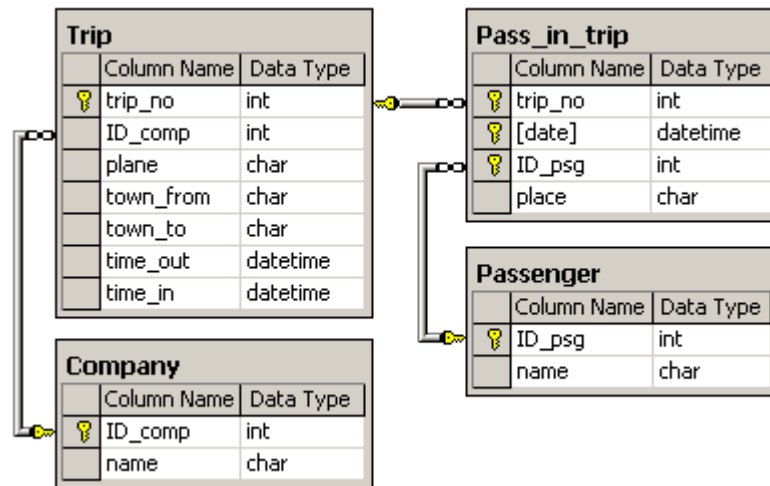 Trip
Column Name Data Type
trip_no int
ID_comp int
plane char
town_from char
town_to char
time_out datetime
time_in datetime
Company
Column Name Data Type
ID_comp int
name char
Pass_in_trip
Column Name Data Type
trip_no int
[date] datetime
ID_psg int
place char
Passenger
Column Name Data Type
ID_psg int
name char